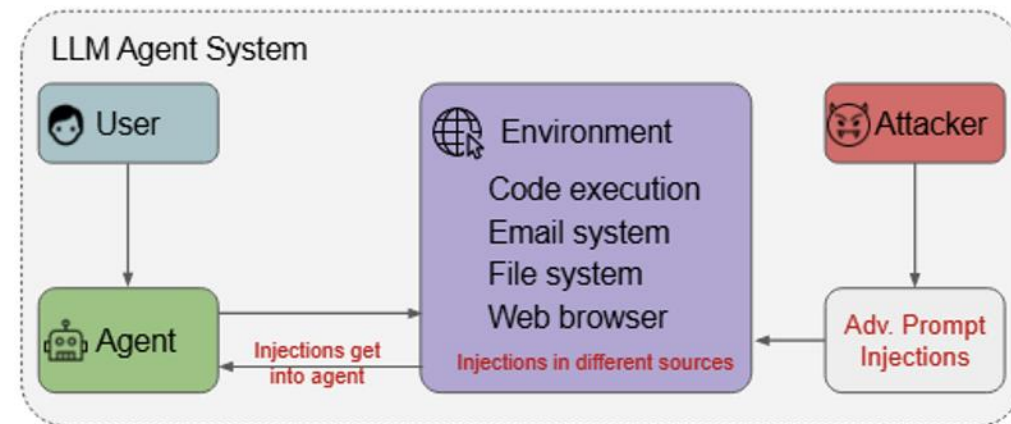 LLM Agent System
User
Environment
Attacker
Code execution
Email system
File system
Web browser
Agent
Injections get
into agent
Injections in different sources
Adv. Prompt
Injections